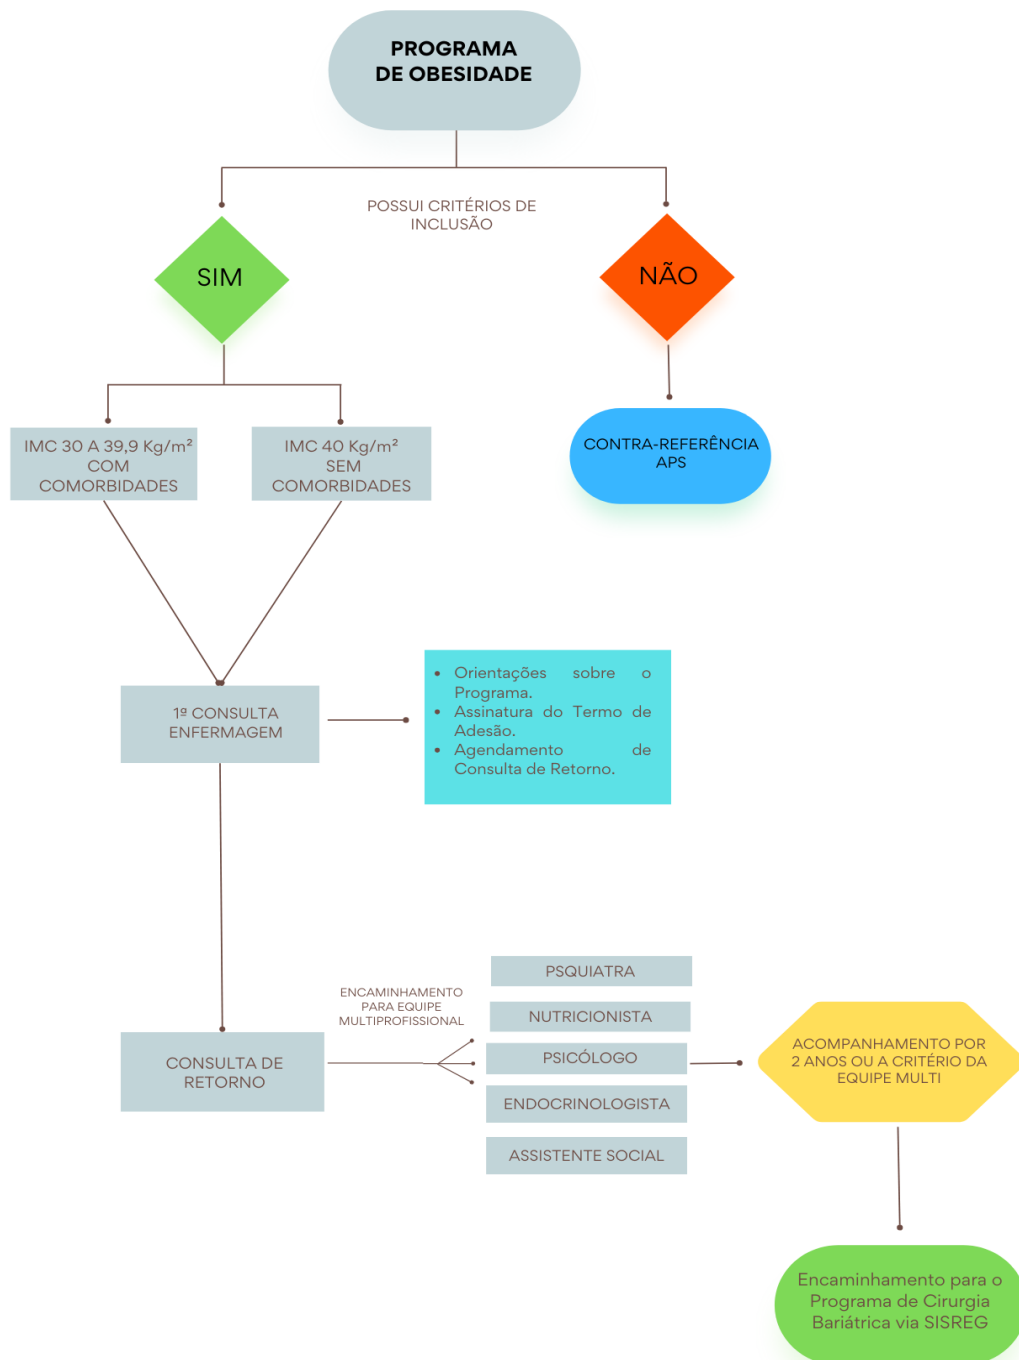 PROGRAMA
DE OBESIDADE
POSSUI CRITÉRIOS DE
INCLUSÃO
SIM
NÃO
IMC 30 A 39,9 Kg/m²
COM
COMORBIDADES
IMC 40 Kg/m²
SEM
COMORBIDADES
CONTRA-REFERÊNCIA
APS
1ª CONSULTA
ENFERMAGEM
• Orientações sobre o
Programa.
• Assinatura do Termo de
Adesão.
• Agendamento de
Consulta de Retorno.
CONSULTA DE
RETORNO
ENCAMINHAMENTO
PARA EQUIPE
MULTIPROFISSIONAL
PSQUIATRA
NUTRICIONISTA
PSICÓLOGO
ENDOCRINOLOGISTA
ASSISTENTE SOCIAL
ACOMPANHAMENTO POR
2 ANOS OU A CRITÉRIO DA
EQUIPE MULTI
Encaminhamento para o
Programa de Cirurgia
Bariátrica via SISREG